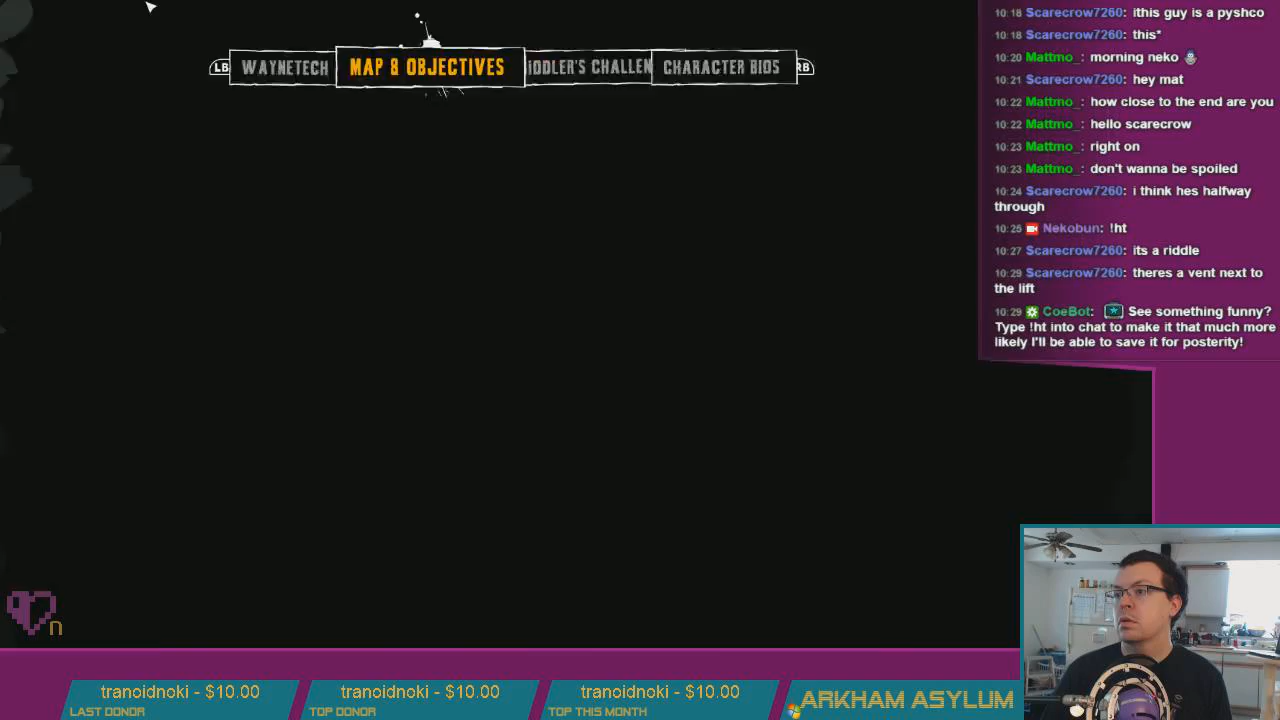 LB WAYNETECH MAP & OBJECTIVES IDDLER'S CHALLEN CHARACTER BIOS RB
10:18 Scarecrow7260: ithis guy is a pyshco
10:18 Scarecrow7260: this*
10:20 Mattmo_: morning neko
10:21 Scarecrow7260: hey mat
10:22 Mattmo_: how close to the end are you
10:22 Mattmo_: hello scarecrow
10:23 Mattmo_: right on
10:23 Mattmo_: don't wanna be spoiled
10:24 Scarecrow7260: i think hes halfway
through
10:25 Nekobun: !ht
10:27 Scarecrow7260: its a riddle
10:29 Scarecrow7260: theres a vent next to
the lift
10:29 CoeBot: See something funny?
Type !ht into chat to make it that much more
likely I'll be able to save it for posterity!
n
tranoidnoki - $10.00
LAST DONOR
tranoidnoki - $10.00
TOP DONOR
tranoidnoki - $10.00
TOP THIS MONTH
ARKHAM ASYLUM